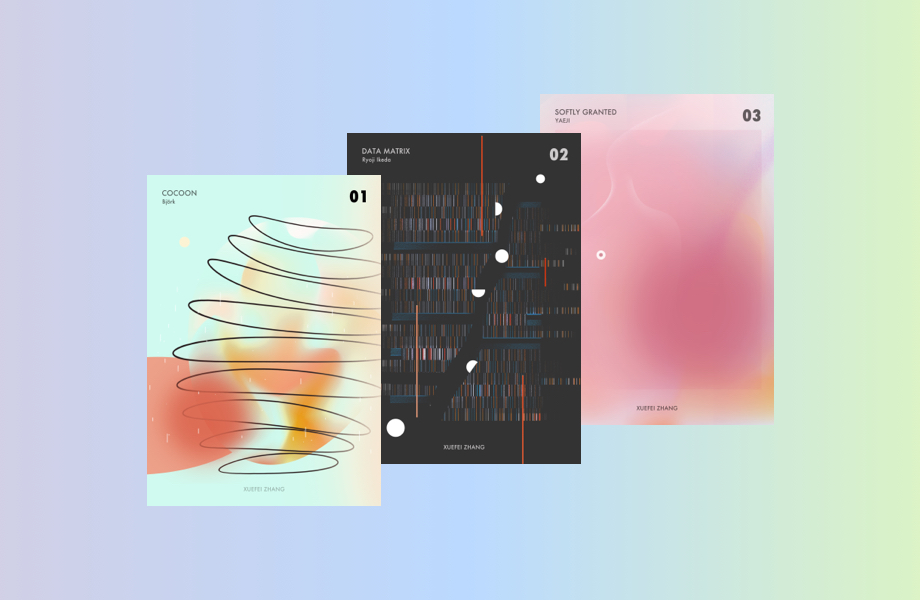 COCOON
Björk
01
XUEFEI ZHANG
DATA MATRIX
Ryoji Ikeda
02
XUEFEI ZHANG
SOFTLY GRANTED
YAEJI
03
XUEFEI ZHANG